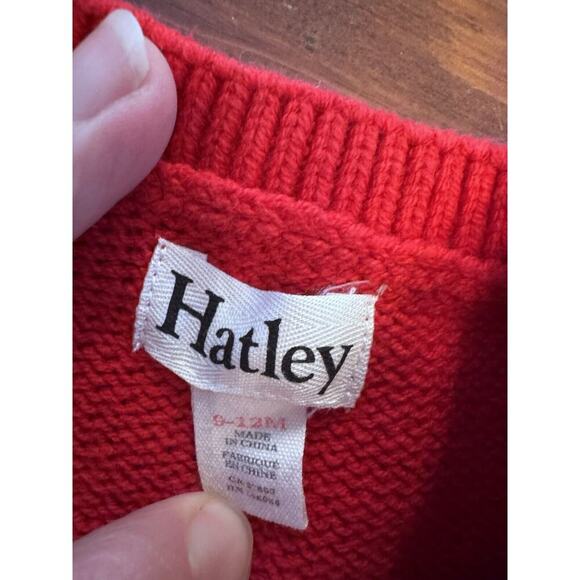 Hatley
9-12M
MADE
IN CHINA
FABRIQUÉ
EN CHINE